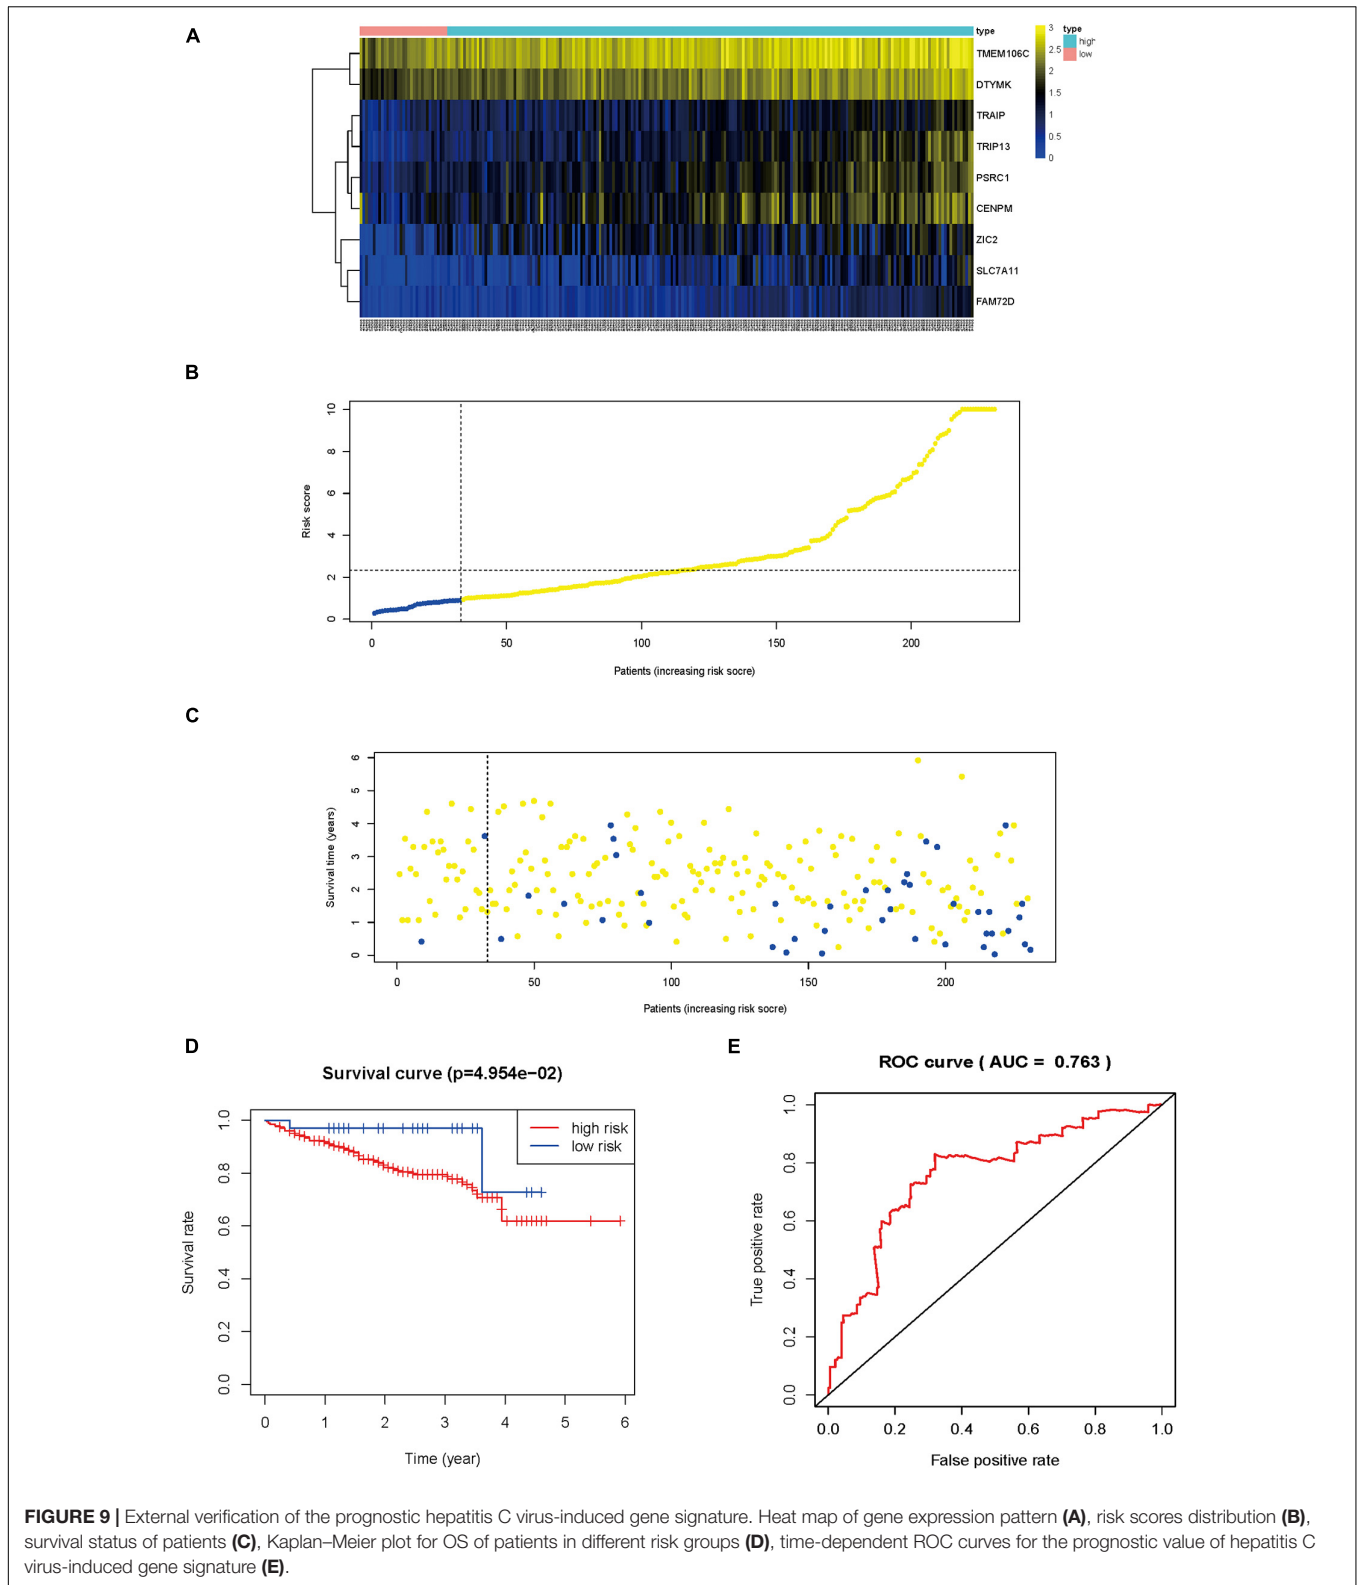 A
type
TMEM106C
DTYMK
TRAIP
TRIP13
PSRC1
CENPM
ZIC2
SLC7A11
FAM72D
3
2.5
2
1.5
1
0.5
0
type
high
low
B
Risk score
10
8
6
4
2
0
0 50 100 150 200
Patients (increasing risk socre)
C
Survival time (years)
6
5
4
3
2
1
0
0 50 100 150 200
Patients (increasing risk socre)
D
Survival curve (p=4.954e−02)
high risk
low risk
Survival rate
1.0
0.8
0.6
0.4
0.2
0.0
0 1 2 3 4 5 6
Time (year)
E
ROC curve ( AUC = 0.763 )
True positive rate
1.0
0.8
0.6
0.4
0.2
0.0
0.0 0.2 0.4 0.6 0.8 1.0
False positive rate
FIGURE 9 | External verification of the prognostic hepatitis C virus-induced gene signature. Heat map of gene expression pattern (A), risk scores distribution (B),
survival status of patients (C), Kaplan–Meier plot for OS of patients in different risk groups (D), time-dependent ROC curves for the prognostic value of hepatitis C
virus-induced gene signature (E).